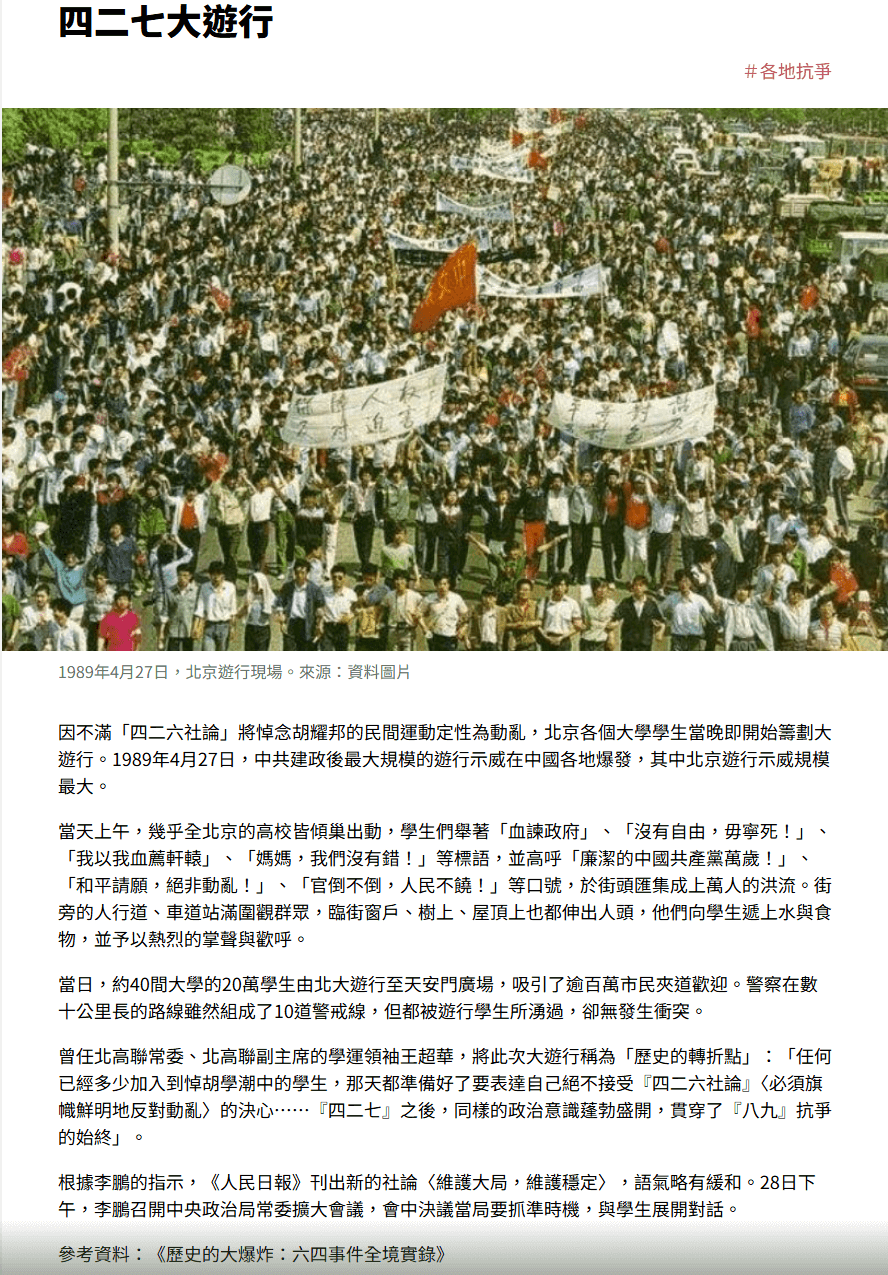 四二七大遊行
＃各地抗爭
人权
1989年4月27日，北京遊行現場。來源：資料圖片
因不滿「四二六社論」將悼念胡耀邦的民間運動定性為動亂，北京各個大學學生當晚即開始籌劃大
遊行。1989年4月27日，中共建政後最大規模的遊行示威在中國各地爆發，其中北京遊行示威規模
最大。
當天上午，幾乎全北京的高校皆傾巢出動，學生們舉著「血諫政府」、「沒有自由，毋寧死！」、
「我以我血薦軒轅」、「媽媽，我們沒有錯！」等標語，並高呼「廉潔的中國共產黨萬歲！」、
「和平請願，絕非動亂！」、「官倒不倒，人民不饒！」等口號，於街頭匯集成上萬人的洪流。街
旁的人行道、車道站滿圍觀群眾，臨街窗戶、樹上、屋頂上也都伸出人頭，他們向學生遞上水與食
物，並予以熱烈的掌聲與歡呼。
當日，約40間大學的20萬學生由北大遊行至天安門廣場，吸引了逾百萬市民夾道歡迎。警察在數
十公里長的路線雖然組成了10道警戒線，但都被遊行學生所湧過，卻無發生衝突。
曾任北高聯常委、北高聯副主席的學運領袖王超華，將此次大遊行稱為「歷史的轉折點」：「任何
已經多少加入到悼胡學潮中的學生，那天都準備好了要表達自己絕不接受『四二六社論』〈必須旗
幟鮮明地反對動亂〉的決心……『四二七』之後，同樣的政治意識蓬勃盛開，貫穿了『八九』抗爭
的始終」。
根據李鵬的指示，《人民日報》刊出新的社論〈維護大局，維護穩定〉，語氣略有緩和。28日下
午，李鵬召開中央政治局常委擴大會議，會中決議當局要抓準時機，與學生展開對話。
參考資料：《歷史的大爆炸：六四事件全境實錄》